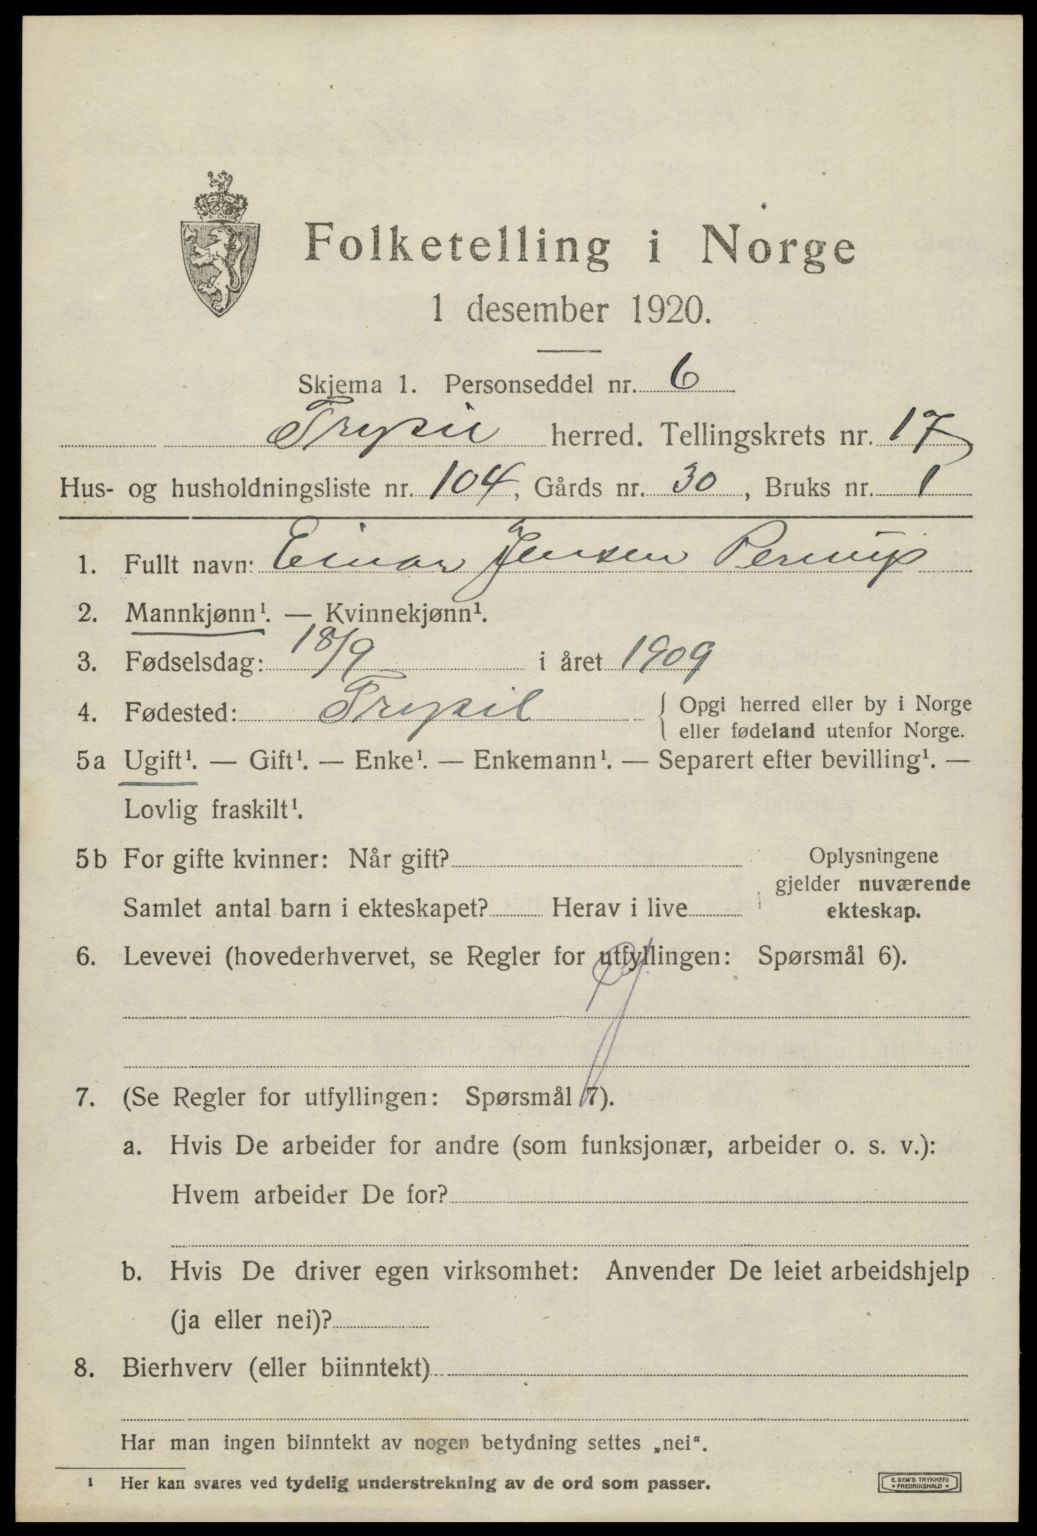 Folketelling i Norge
1 desember 1920.
Skjema 1. Personseddel nr. 6
Trysil herred. Tellingskrets nr. 17
Hus- og husholdningsliste nr. 104, Gårds nr. 30, Bruks nr. 1
1. Fullt navn: Einar Jensen
2. Mannkjønn¹. — Kvinnekjønn¹.
3. Fødselsdag: 18/9 i året 1909
4. Fødested: Trysil { Opgi herred eller by i Norge
eller fødeland utenfor Norge.
5a Ugift¹. — Gift¹. — Enke¹. — Enkemann¹. — Separert efter bevilling¹. —
Lovlig fraskilt¹.
5b For gifte kvinner: Når gift?
Samlet antal barn i ekteskapet? Herav i live
Oplysningene
gjelder nuværende
ekteskap.
6. Levevei (hovederhvervet, se Regler for utfyllingen: Spørsmål 6).
7. (Se Regler for utfyllingen: Spørsmål 7).
a. Hvis De arbeider for andre (som funksjonær, arbeider o. s. v.):
Hvem arbeider De for?
b. Hvis De driver egen virksomhet: Anvender De leiet arbeidshjelp
(ja eller nei)?
8. Bierhverv (eller biinntekt)
Har man ingen biinntekt av nogen betydning settes „nei“.
¹ Her kan svares ved tydelig understrekning av de ord som passer.
E. SEM'S TRYKKERI
• FREDRIKSHALD •